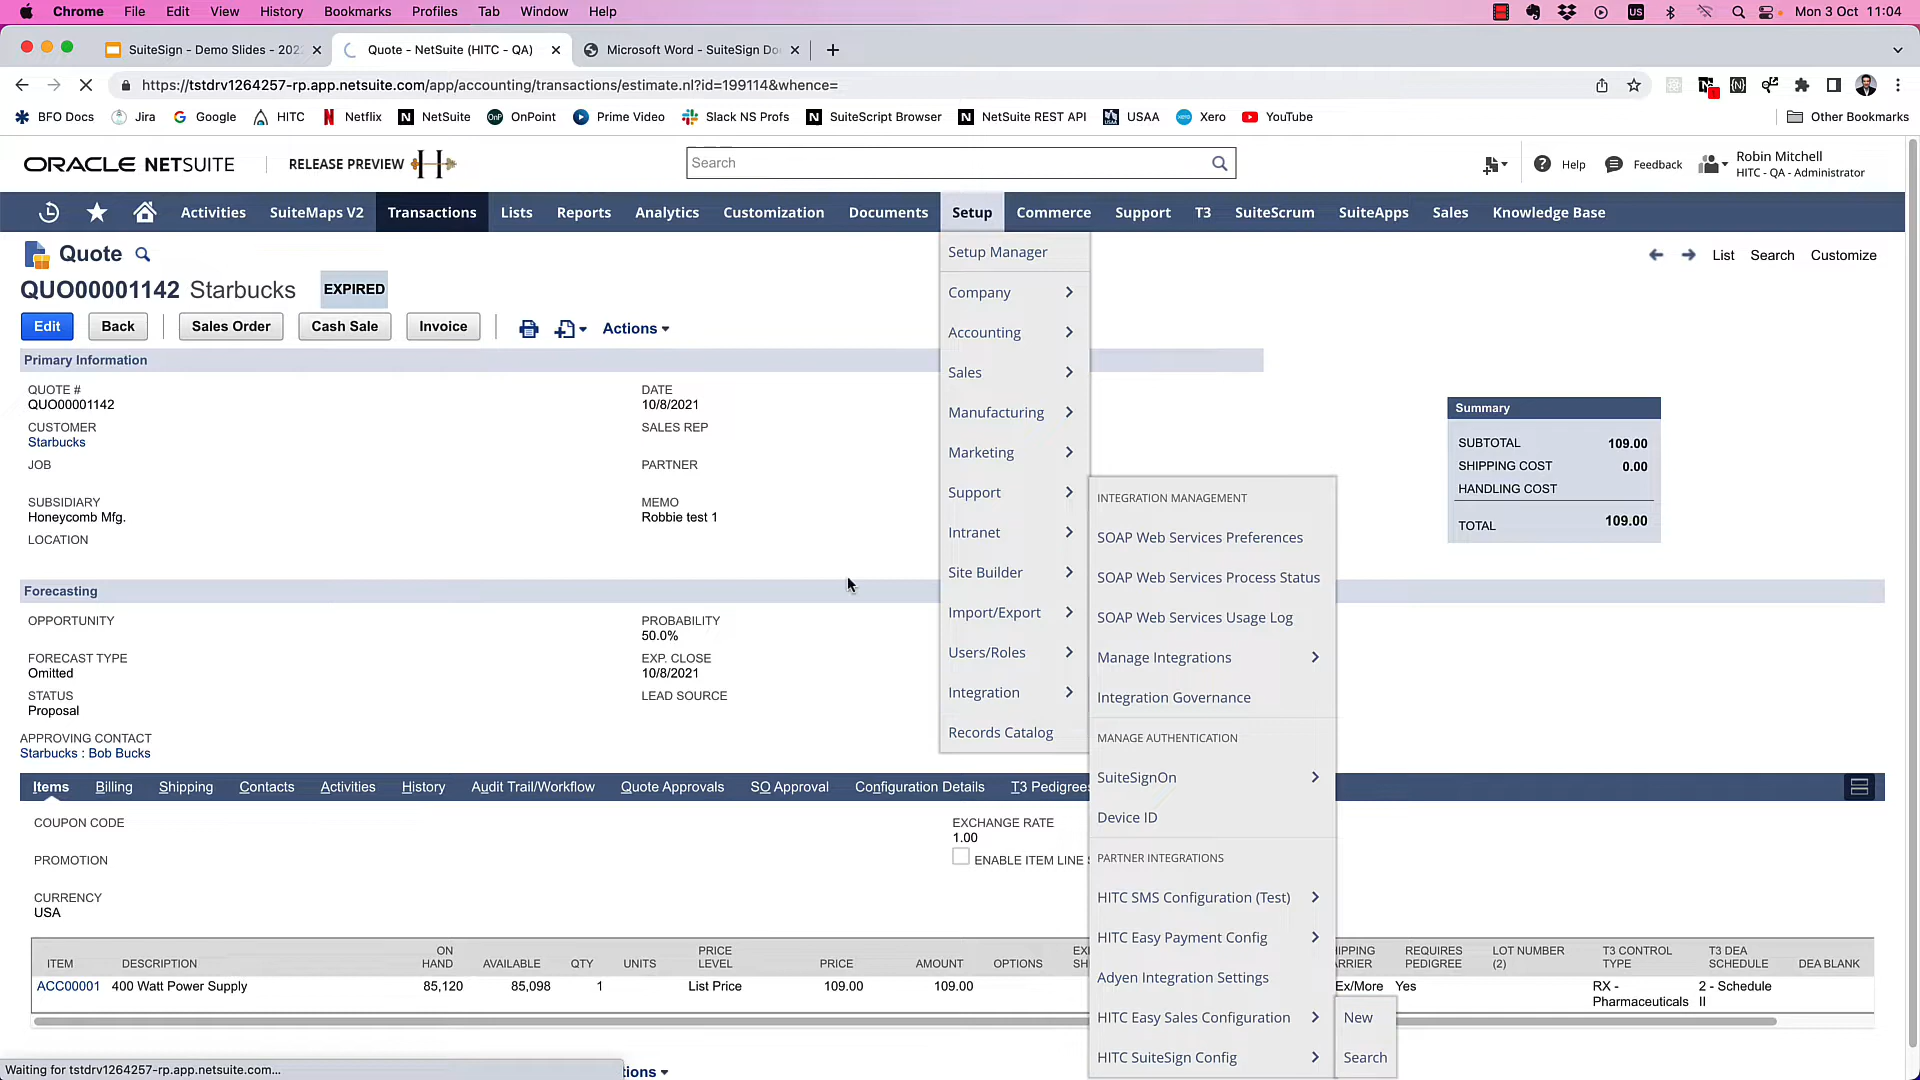 Chrome File Edit View History Bookmarks Profiles Tab Window Help US Mon 3 Oct 11:04
SuiteSign - Demo Slides - 202 Quote - NetSuite (HITC - QA) Microsoft Word - SuiteSign Do
https://tstdrv1264257-rp.app.netsuite.com/app/accounting/transactions/estimate.nl?id=199114&whence=
BFO Docs Jira Google HITC Netflix NetSuite OnPoint Prime Video Slack NS Profs SuiteScript Browser NetSuite REST API USAA Xero YouTube Other Bookmarks
ORACLE NETSUITE RELEASE PREVIEW H Search Help Feedback Robin Mitchell
HITC - QA - Administrator
Activities SuiteMaps V2 Transactions Lists Reports Analytics Customization Documents Setup Commerce Support T3 SuiteScrum SuiteApps Sales Knowledge Base
Quote List Search Customize
QUO00001142 Starbucks EXPIRED
Edit Back Sales Order Cash Sale Invoice Actions
Primary Information
QUOTE #
QUO00001142
CUSTOMER
Starbucks
JOB
SUBSIDIARY
Honeycomb Mfg.
LOCATION
DATE
10/8/2021
SALES REP
PARTNER
MEMO
Robbie test 1
Summary
SUBTOTAL 109.00
SHIPPING COST 0.00
HANDLING COST
TOTAL 109.00
Setup Manager
Company
Accounting
Sales
Manufacturing
Marketing
Support
Intranet
Site Builder
Import/Export
Users/Roles
Integration
Records Catalog
INTEGRATION MANAGEMENT
SOAP Web Services Preferences
SOAP Web Services Process Status
SOAP Web Services Usage Log
Manage Integrations
Integration Governance
MANAGE AUTHENTICATION
SuiteSignOn
Device ID
PARTNER INTEGRATIONS
HITC SMS Configuration (Test)
HITC Easy Payment Config
Adyen Integration Settings
HITC Easy Sales Configuration
HITC SuiteSign Config
New
Search
Forecasting
OPPORTUNITY
FORECAST TYPE
Omitted
STATUS
Proposal
APPROVING CONTACT
Starbucks : Bob Bucks
PROBABILITY
50.0%
EXP. CLOSE
10/8/2021
LEAD SOURCE
Items Billing Shipping Contacts Activities History Audit Trail/Workflow Quote Approvals SO Approval Configuration Details T3 Pedigrees
COUPON CODE
PROMOTION
CURRENCY
USA
EXCHANGE RATE
1.00
ENABLE ITEM LINE
ITEM DESCRIPTION ON HAND AVAILABLE QTY UNITS PRICE LEVEL PRICE AMOUNT OPTIONS REQUIRES PEDIGREE LOT NUMBER (2) T3 CONTROL TYPE T3 DEA SCHEDULE DEA BLANK
ACC00001 400 Watt Power Supply 85,120 85,098 1 List Price 109.00 109.00 Ex/More Yes RX - Pharmaceuticals 2 - Schedule II
Waiting for tstdrv1264257-rp.app.netsuite.com...